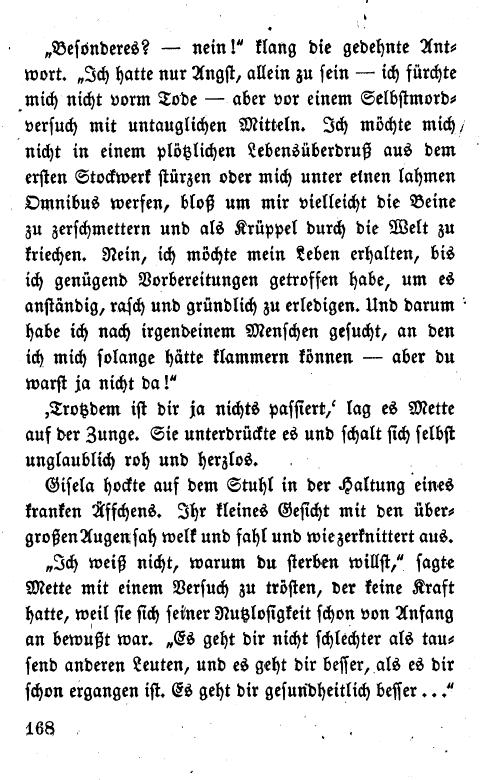 „Besonderes? — nein!“ klang die gedehnte Ant-
wort. „Ich hatte nur Angst, allein zu sein — ich fürchte
mich nicht vorm Tode — aber vor einem Selbstmord-
versuch mit untauglichen Mitteln. Ich möchte mich
nicht in einem plötzlichen Lebensüberdruß aus dem
ersten Stockwerk stürzen oder mich unter einen lahmen
Omnibus werfen, bloß um mir vielleicht die Beine
zu zerschmettern und als Krüppel durch die Welt zu
kriechen. Nein, ich möchte mein Leben erhalten, bis
ich genügend Vorbereitungen getroffen habe, um es
anständig, rasch und gründlich zu erledigen. Und darum
habe ich nach irgendeinem Menschen gesucht, an den
ich mich solange hätte klammern können — aber du
warst ja nicht da!“
‚Trotzdem ist dir ja nichts passiert,‘ lag es Mette
auf der Zunge. Sie unterdrückte es und schalt sich selbst
unglaublich roh und herzlos.
Gisela hockte auf dem Stuhl in der Haltung eines
kranken Äffchens. Ihr kleines Gesicht mit den über-
großen Augen sah welk und fahl und wie zerknittert aus.
„Ich weiß nicht, warum du sterben willst,“ sagte
Mette mit einem Versuch zu trösten, der keine Kraft
hatte, weil sie sich seiner Nutzlosigkeit schon von Anfang
an bewußt war. „Es geht dir nicht schlechter als tau-
send anderen Leuten, und es geht dir besser, als es dir
schon ergangen ist. Es geht dir gesundheitlich besser ...“
168